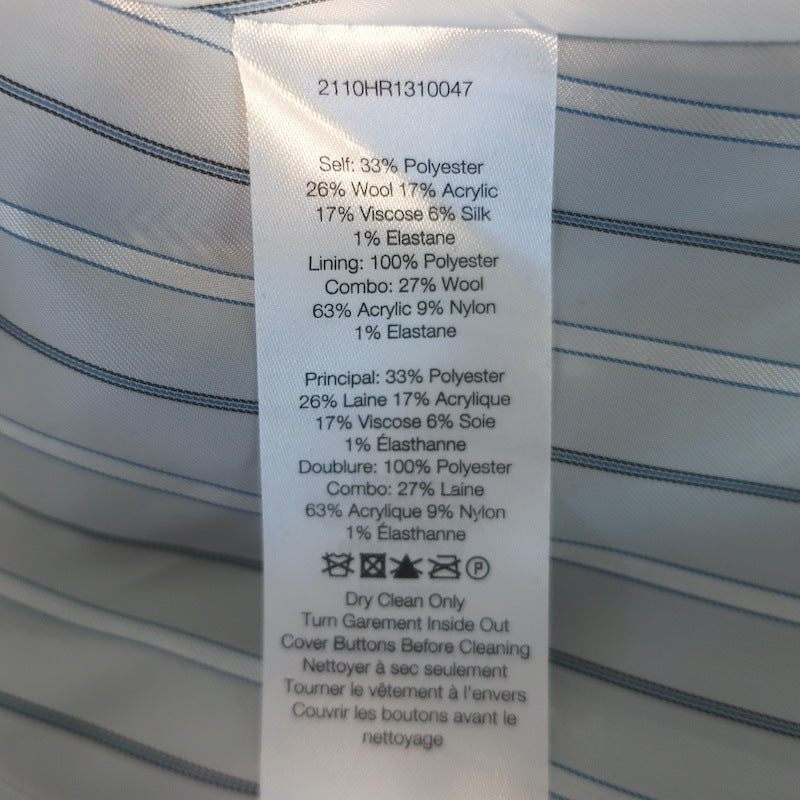 2110HR1310047
Self: 33% Polyester
26% Wool 17% Acrylic
17% Viscose 6% Silk
1% Elastane
Lining: 100% Polyester
Combo: 27% Wool
63% Acrylic 9% Nylon
1% Elastane
Principal: 33% Polyester
26% Laine 17% Acrylique
17% Viscose 6% Soie
1% Élasthanne
Doublure: 100% Polyester
Combo: 27% Laine
63% Acrylique 9% Nylon
1% Élasthanne
P
Dry Clean Only
Turn Garement Inside Out
Cover Buttons Before Cleaning
Nettoyer à sec seulement
Tourner le vêtement à l'envers
Couvrir les boutons avant le
nettoyage